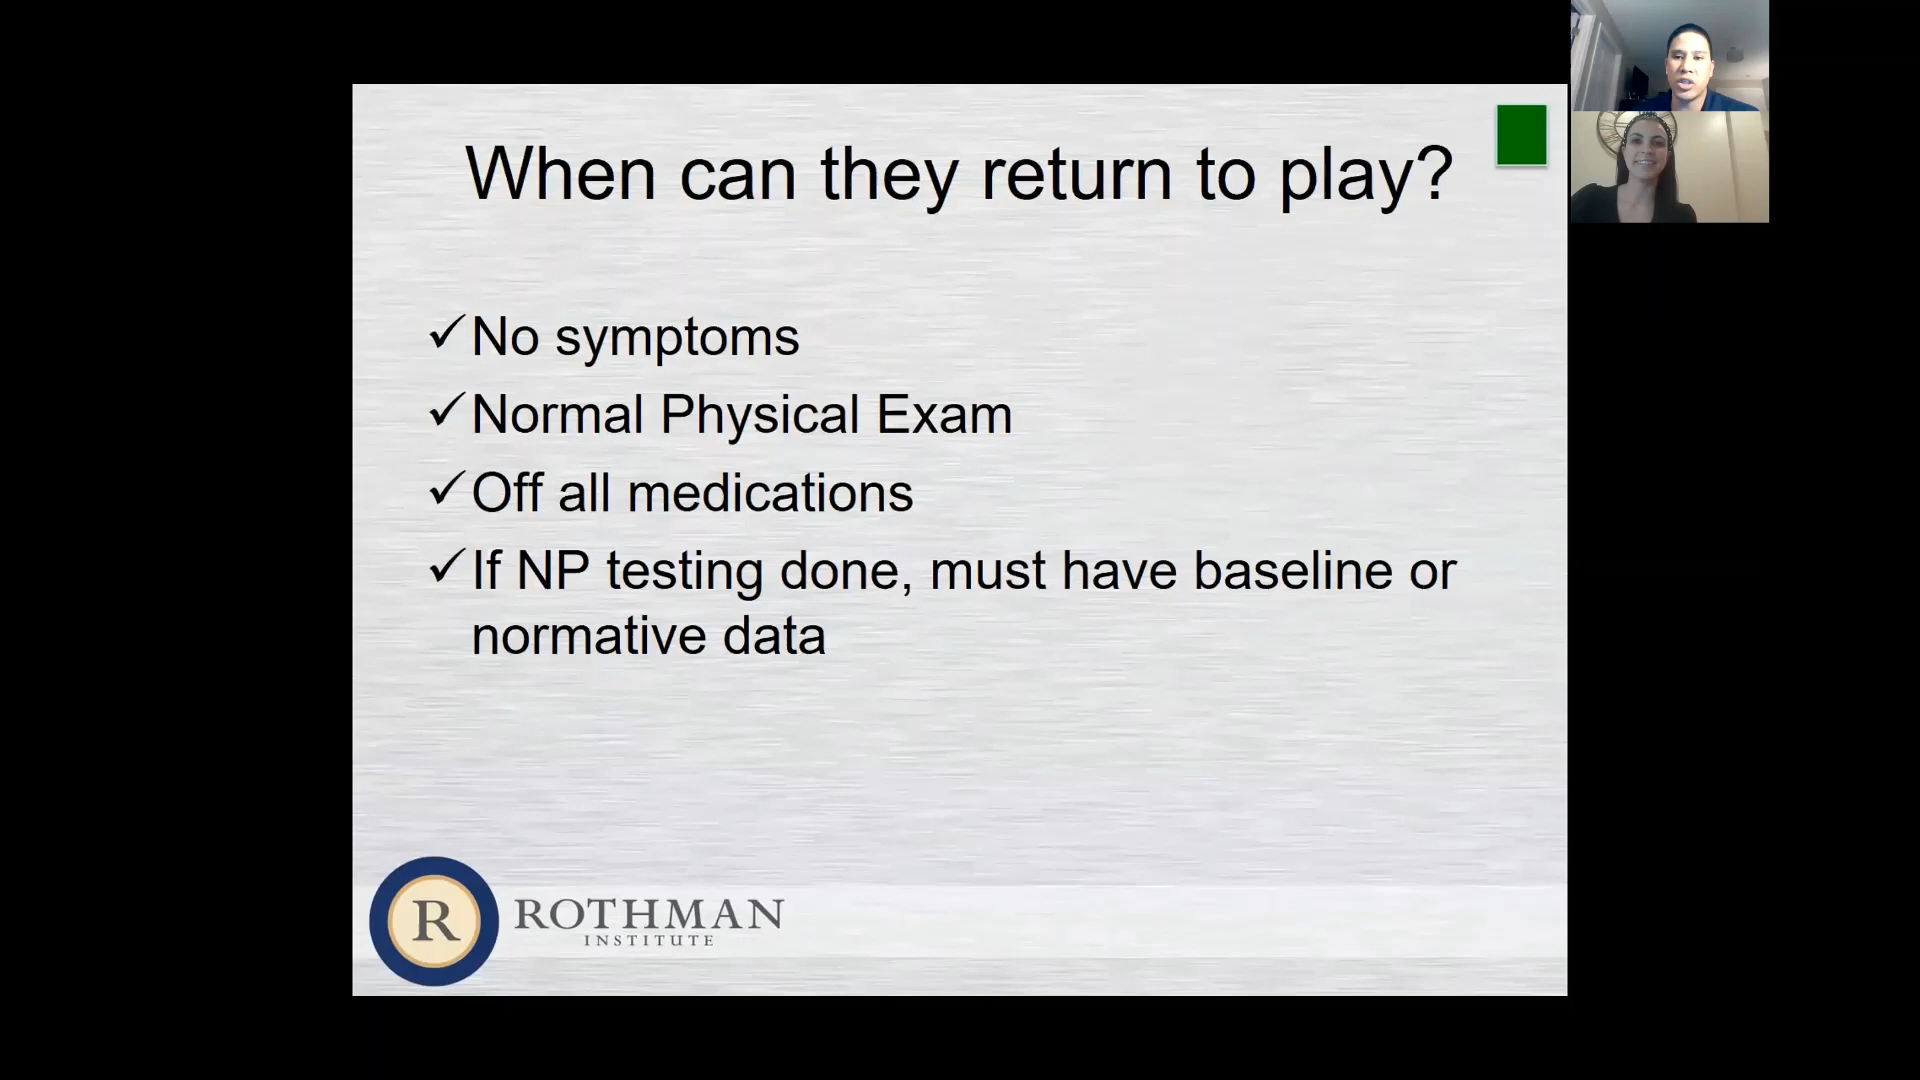 When can they return to play?
✓No symptoms
✓Normal Physical Exam
✓Off all medications
✓If NP testing done, must have baseline or
normative data
R
ROTHMAN
INSTITUTE